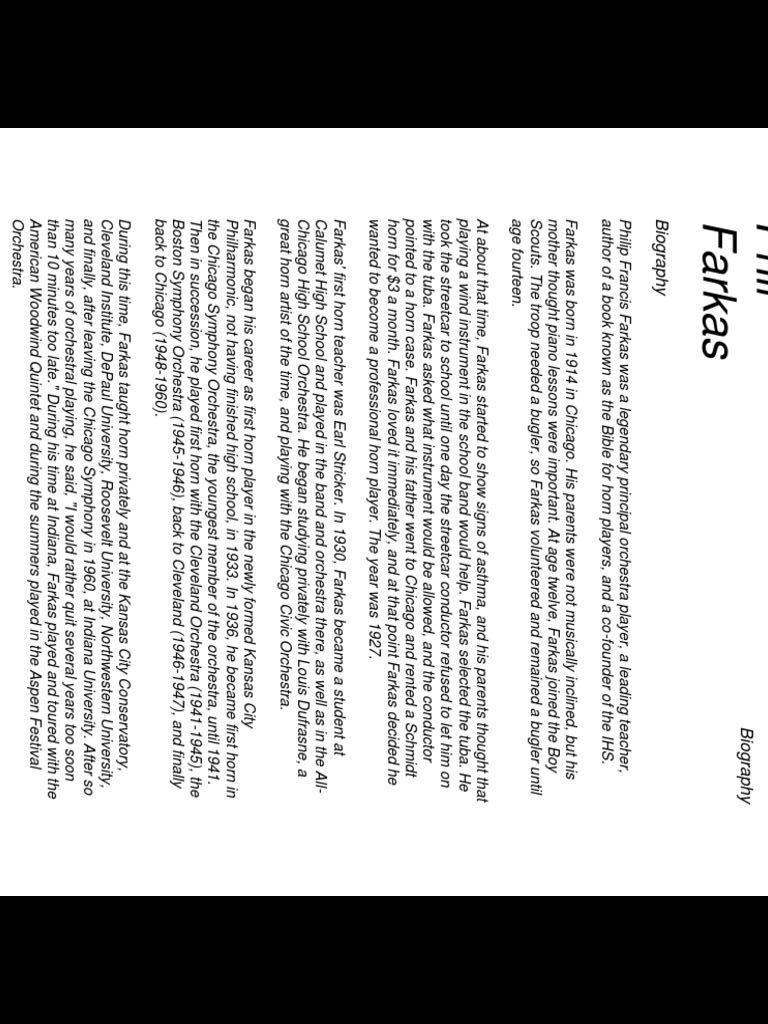 Biography
Phil
Farkas
Biography
Philip Francis Farkas was a legendary principal orchestra player, a leading teacher,
author of a book known as the Bible for horn players, and a co-founder of the IHS.
Farkas was born in 1914 in Chicago. His parents were not musically inclined, but his
mother thought piano lessons were important. At age twelve, Farkas joined the Boy
Scouts. The troop needed a bugler, so Farkas volunteered and remained a bugler until
age fourteen.
At about that time, Farkas started to show signs of asthma, and his parents thought that
playing a wind instrument in the school band would help. Farkas selected the tuba. He
took the streetcar to school until one day the streetcar conductor refused to let him on
with the tuba. Farkas asked what instrument would be allowed, and the conductor
pointed to a horn case. Farkas and his father went to Chicago and rented a Schmidt
horn for $3 a month. Farkas loved it immediately, and at that point Farkas decided he
wanted to become a professional horn player. The year was 1927.
Farkas' first horn teacher was Earl Stricker. In 1930, Farkas became a student at
Calumet High School and played in the band and orchestra there, as well as in the All-
Chicago High School Orchestra. He began studying privately with Louis Dufrasne, a
great horn artist of the time, and playing with the Chicago Civic Orchestra.
Farkas began his career as first horn player in the newly formed Kansas City
Philharmonic, not having finished high school, in 1933. In 1936, he became first horn in
the Chicago Symphony Orchestra, the youngest member of the orchestra, until 1941.
Then in succession, he played first horn with the Cleveland Orchestra (1941-1945), the
Boston Symphony Orchestra (1945-1946), back to Cleveland (1946-1947), and finally
back to Chicago (1948-1960).
During this time, Farkas taught horn privately and at the Kansas City Conservatory,
Cleveland Institute, DePaul University, Roosevelt University, Northwestern University,
and finally, after leaving the Chicago Symphony in 1960, at Indiana University. After so
many years of orchestral playing, he said, "I would rather quit several years too soon
than 10 minutes too late." During his time at Indiana, Farkas played and toured with the
American Woodwind Quintet and during the summers played in the Aspen Festival
Orchestra.